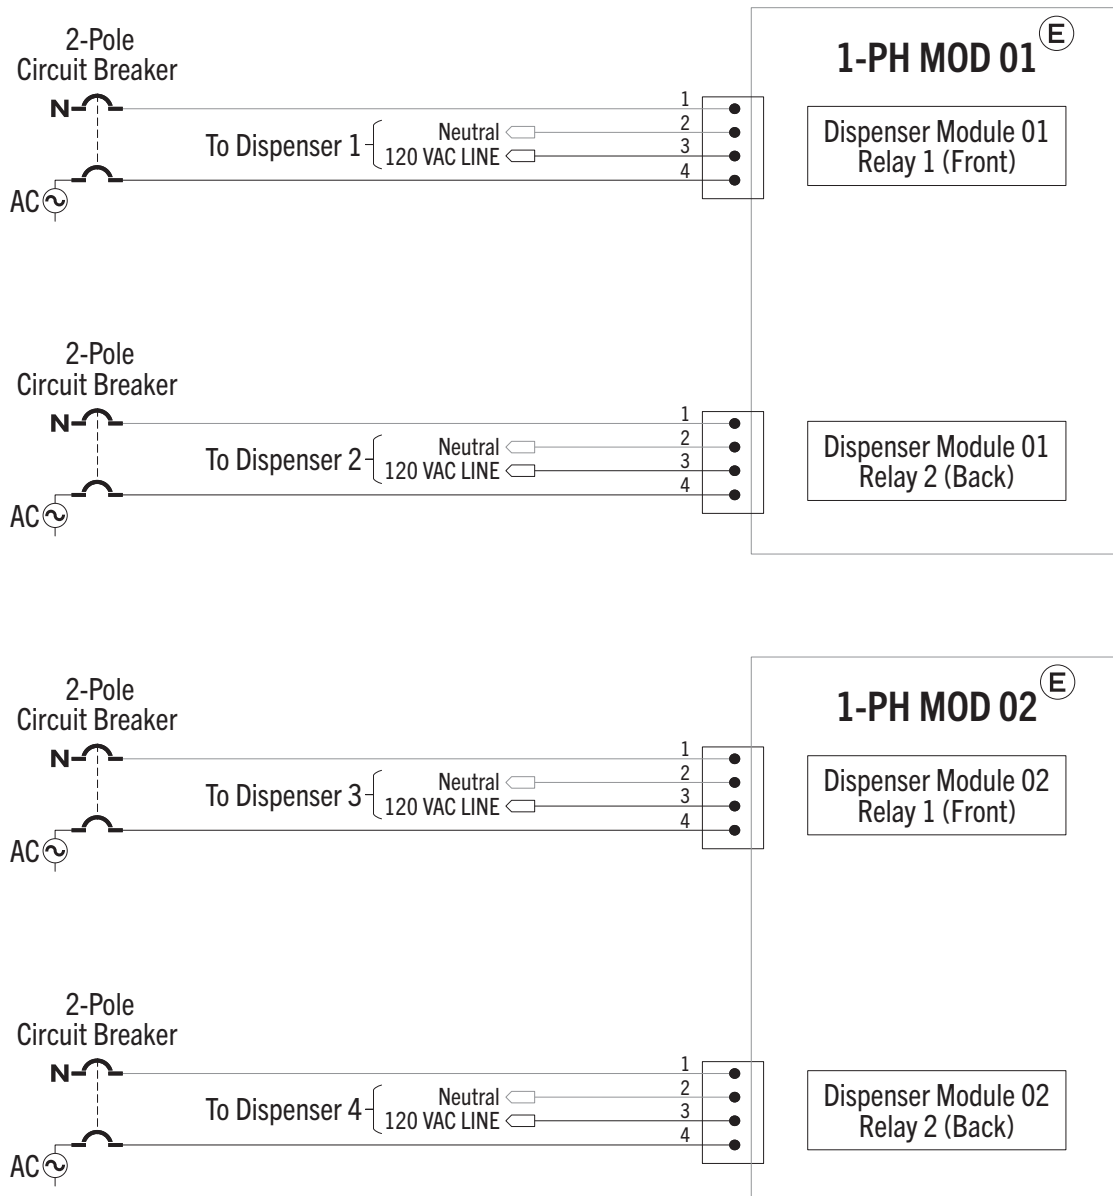 2-Pole
Circuit Breaker
N
AC
To Dispenser 1
Neutral
120 VAC LINE
1
2
3
4
1-PH MOD 01
E
Dispenser Module 01
Relay 1 (Front)
2-Pole
Circuit Breaker
N
AC
To Dispenser 2
Neutral
120 VAC LINE
1
2
3
4
Dispenser Module 01
Relay 2 (Back)
2-Pole
Circuit Breaker
N
AC
To Dispenser 3
Neutral
120 VAC LINE
1
2
3
4
1-PH MOD 02
E
Dispenser Module 02
Relay 1 (Front)
2-Pole
Circuit Breaker
N
AC
To Dispenser 4
Neutral
120 VAC LINE
1
2
3
4
Dispenser Module 02
Relay 2 (Back)